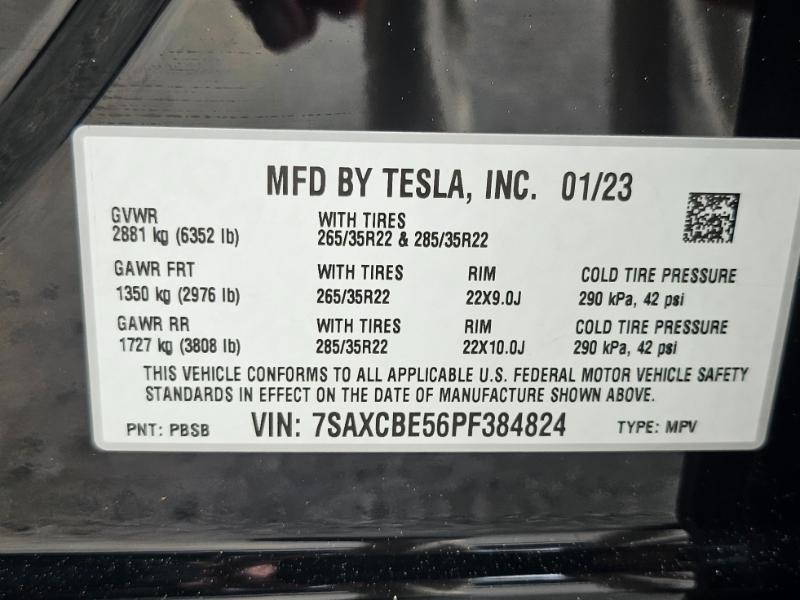 MFD BY TESLA, INC. 01/23
GVWR WITH TIRES
2881 kg (6352 lb) 265/35R22 & 285/35R22
GAWR FRT WITH TIRES RIM COLD TIRE PRESSURE
1350 kg (2976 lb) 265/35R22 22X9.0J 290 kPa, 42 psi
GAWR RR WITH TIRES RIM COLD TIRE PRESSURE
1727 kg (3808 lb) 285/35R22 22X10.0J 290 kPa, 42 psi
THIS VEHICLE CONFORMS TO ALL APPLICABLE U.S. FEDERAL MOTOR VEHICLE SAFETY
STANDARDS IN EFFECT ON THE DATE OF MANUFACTURE SHOWN ABOVE.
PNT: PBSB VIN: 7SAXCBE56PF384824 TYPE: MPV